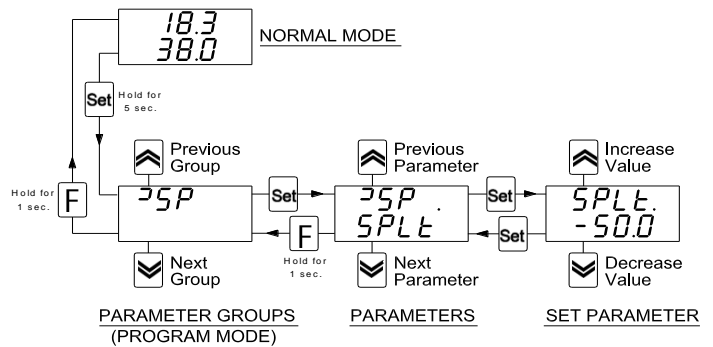 18.3
38.0
NORMAL MODE
Set
Hold for
5 sec.
Previous
Group
Previous
Parameter
Increase
Value
Hold for
1 sec.
F
SP
Set
SP .
SPLt
Set
SPLt.
-50.0
F
Set
Hold for
1 sec.
Next
Group
Next
Parameter
Decrease
Value
PARAMETER GROUPS
(PROGRAM MODE)
PARAMETERS
SET PARAMETER